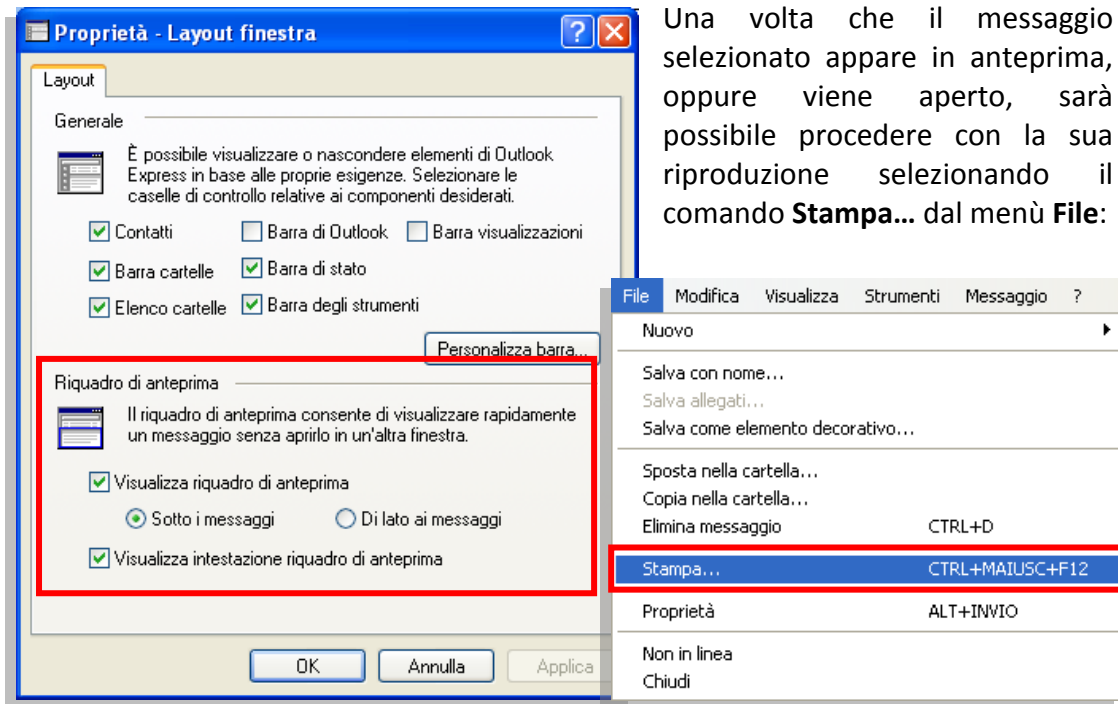 Proprietà - Layout finestra
Layout
Generale
È possibile visualizzare o nascondere elementi di Outlook
Express in base alle proprie esigenze. Selezionare le
caselle di controllo relative ai componenti desiderati.
Contatti Barra di Outlook Barra visualizzazioni
Barra cartelle Barra di stato
Elenco cartelle Barra degli strumenti
Personalizza barra...
Riquadro di anteprima
Il riquadro di anteprima consente di visualizzare rapidamente
un messaggio senza aprirlo in un'altra finestra.
Visualizza riquadro di anteprima
Sotto i messaggi Di lato ai messaggi
Visualizza intestazione riquadro di anteprima
OK Annulla Applica
Una volta che il messaggio
selezionato appare in anteprima,
oppure viene aperto, sarà
possibile procedere con la sua
riproduzione selezionando il
comando Stampa... dal menù File:
File Modifica Visualizza Strumenti Messaggio ?
Nuovo
Salva con nome...
Salva allegati...
Salva come elemento decorativo...
Sposta nella cartella...
Copia nella cartella...
Elimina messaggio CTRL+D
Stampa... CTRL+MAIUSC+F12
Proprietà ALT+INVIO
Non in linea
Chiudi